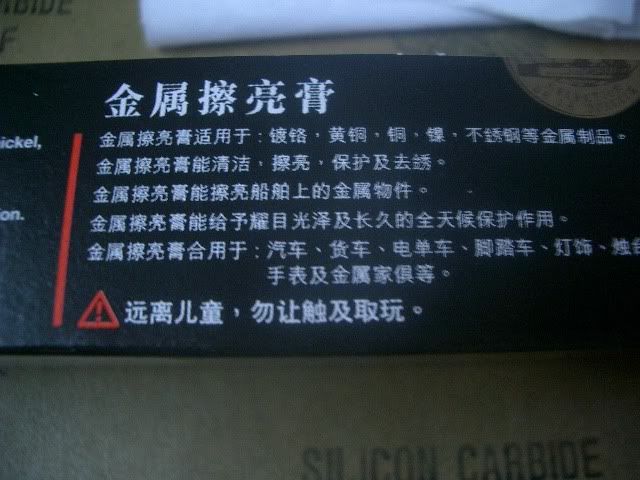 CARBIDE
F
ickel,
on.
金属擦亮膏
金属擦亮膏适用于:镀铬,黄铜,铜,镍,不銹钢等金属制品。
金属擦亮膏能清洁,擦亮,保护及去銹。
金属擦亮膏能擦亮船舶上的金属物件。
金属擦亮膏能给予耀目光泽及长久的全天候保护作用。
金属擦亮膏合用于:汽车、货车、电单车、脚踏车、灯饰、烛台
手表及金属家俱等。
远离儿童,勿让触及取玩。
SILICON CARBIDE